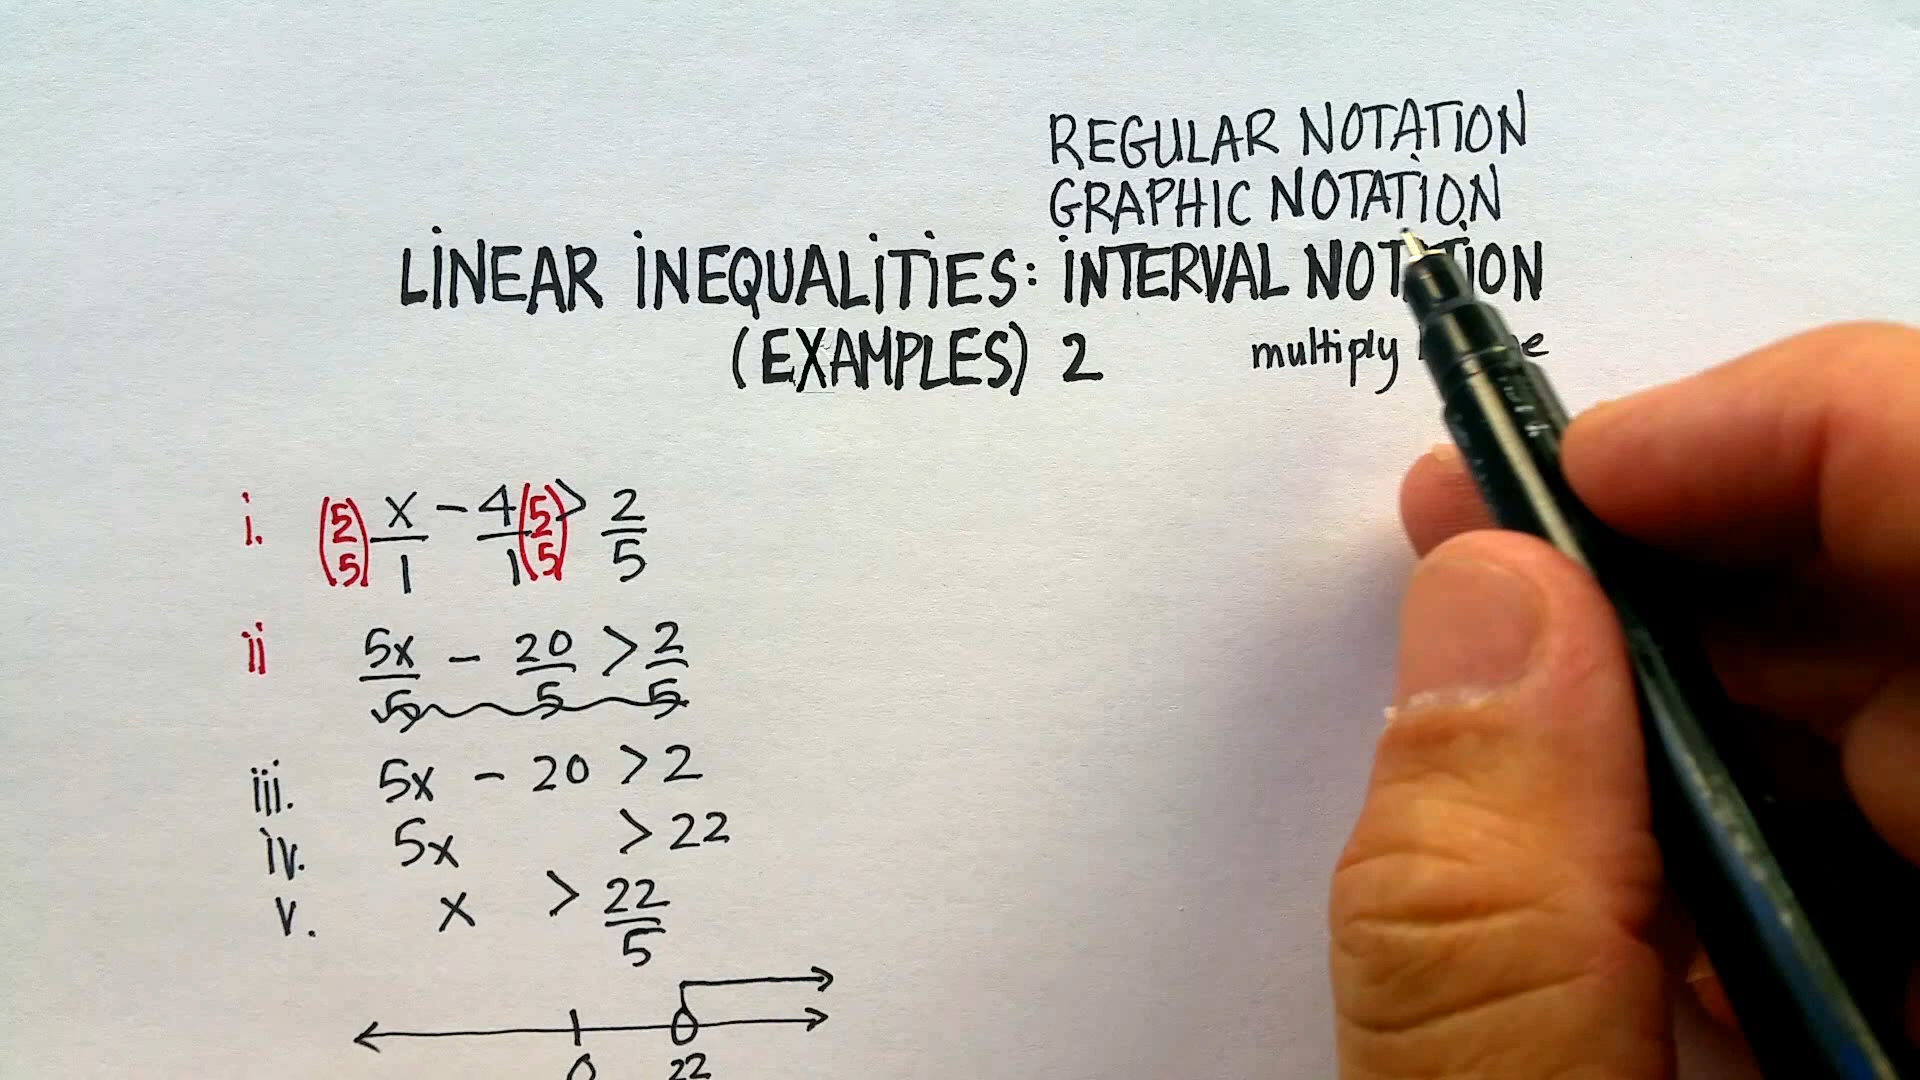 REGULAR NOTATION
GRAPHIC NOTATION
LINEAR INEQUALITIES: INTERVAL NOTATION
(EXAMPLES) 2 multiply
i. (5/5) x/1 - 4/1 (5/5) > 2/5
ii 5x/5 - 20/5 > 2/5
iii. 5x - 20 > 2
iv. 5x > 22
v. x > 22/5
0 22